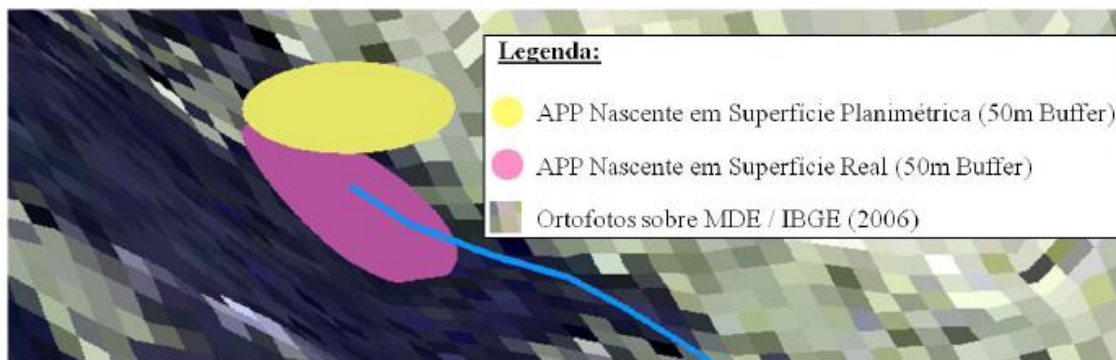 Legenda:
APP Nascente em Superfície Planimétrica (50m Buffer)
APP Nascente em Superfície Real (50m Buffer)
Ortofotos sobre MDE / IBGE (2006)